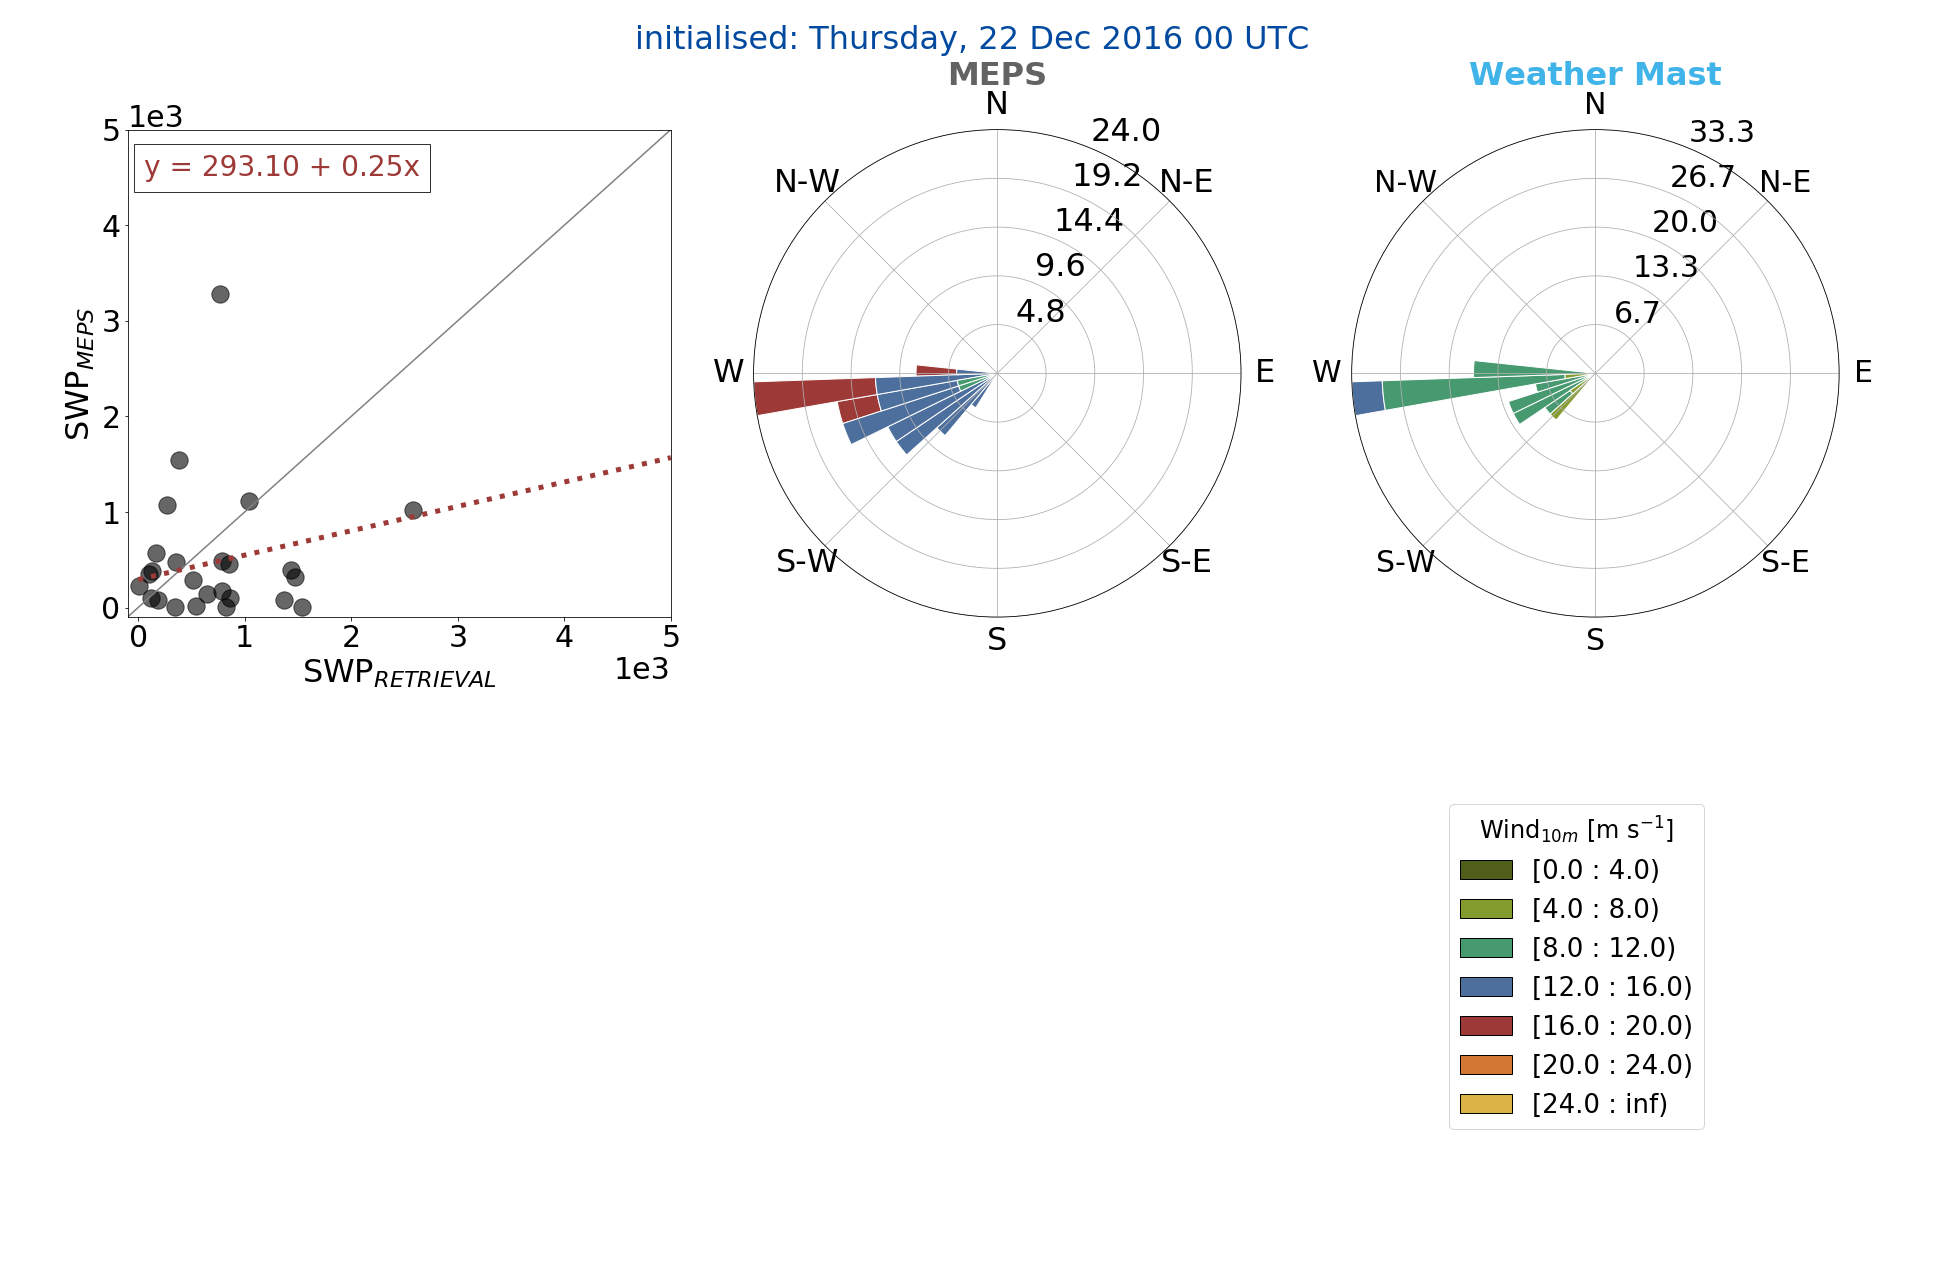 initialised: Thursday, 22 Dec 2016 00 UTC
MEPS
Weather Mast
1e3
y = 293.10 + 0.25x
5
4
3
2
1
0
SWP_MEPS
0 1 2 3 4 5
1e3
SWP_RETRIEVAL
N
N-E
E
S-E
S
S-W
W
N-W
24.0
19.2
14.4
9.6
4.8
N
N-E
E
S-E
S
S-W
W
N-W
33.3
26.7
20.0
13.3
6.7
Wind_10m [m s⁻¹]
[0.0 : 4.0)
[4.0 : 8.0)
[8.0 : 12.0)
[12.0 : 16.0)
[16.0 : 20.0)
[20.0 : 24.0)
[24.0 : inf)